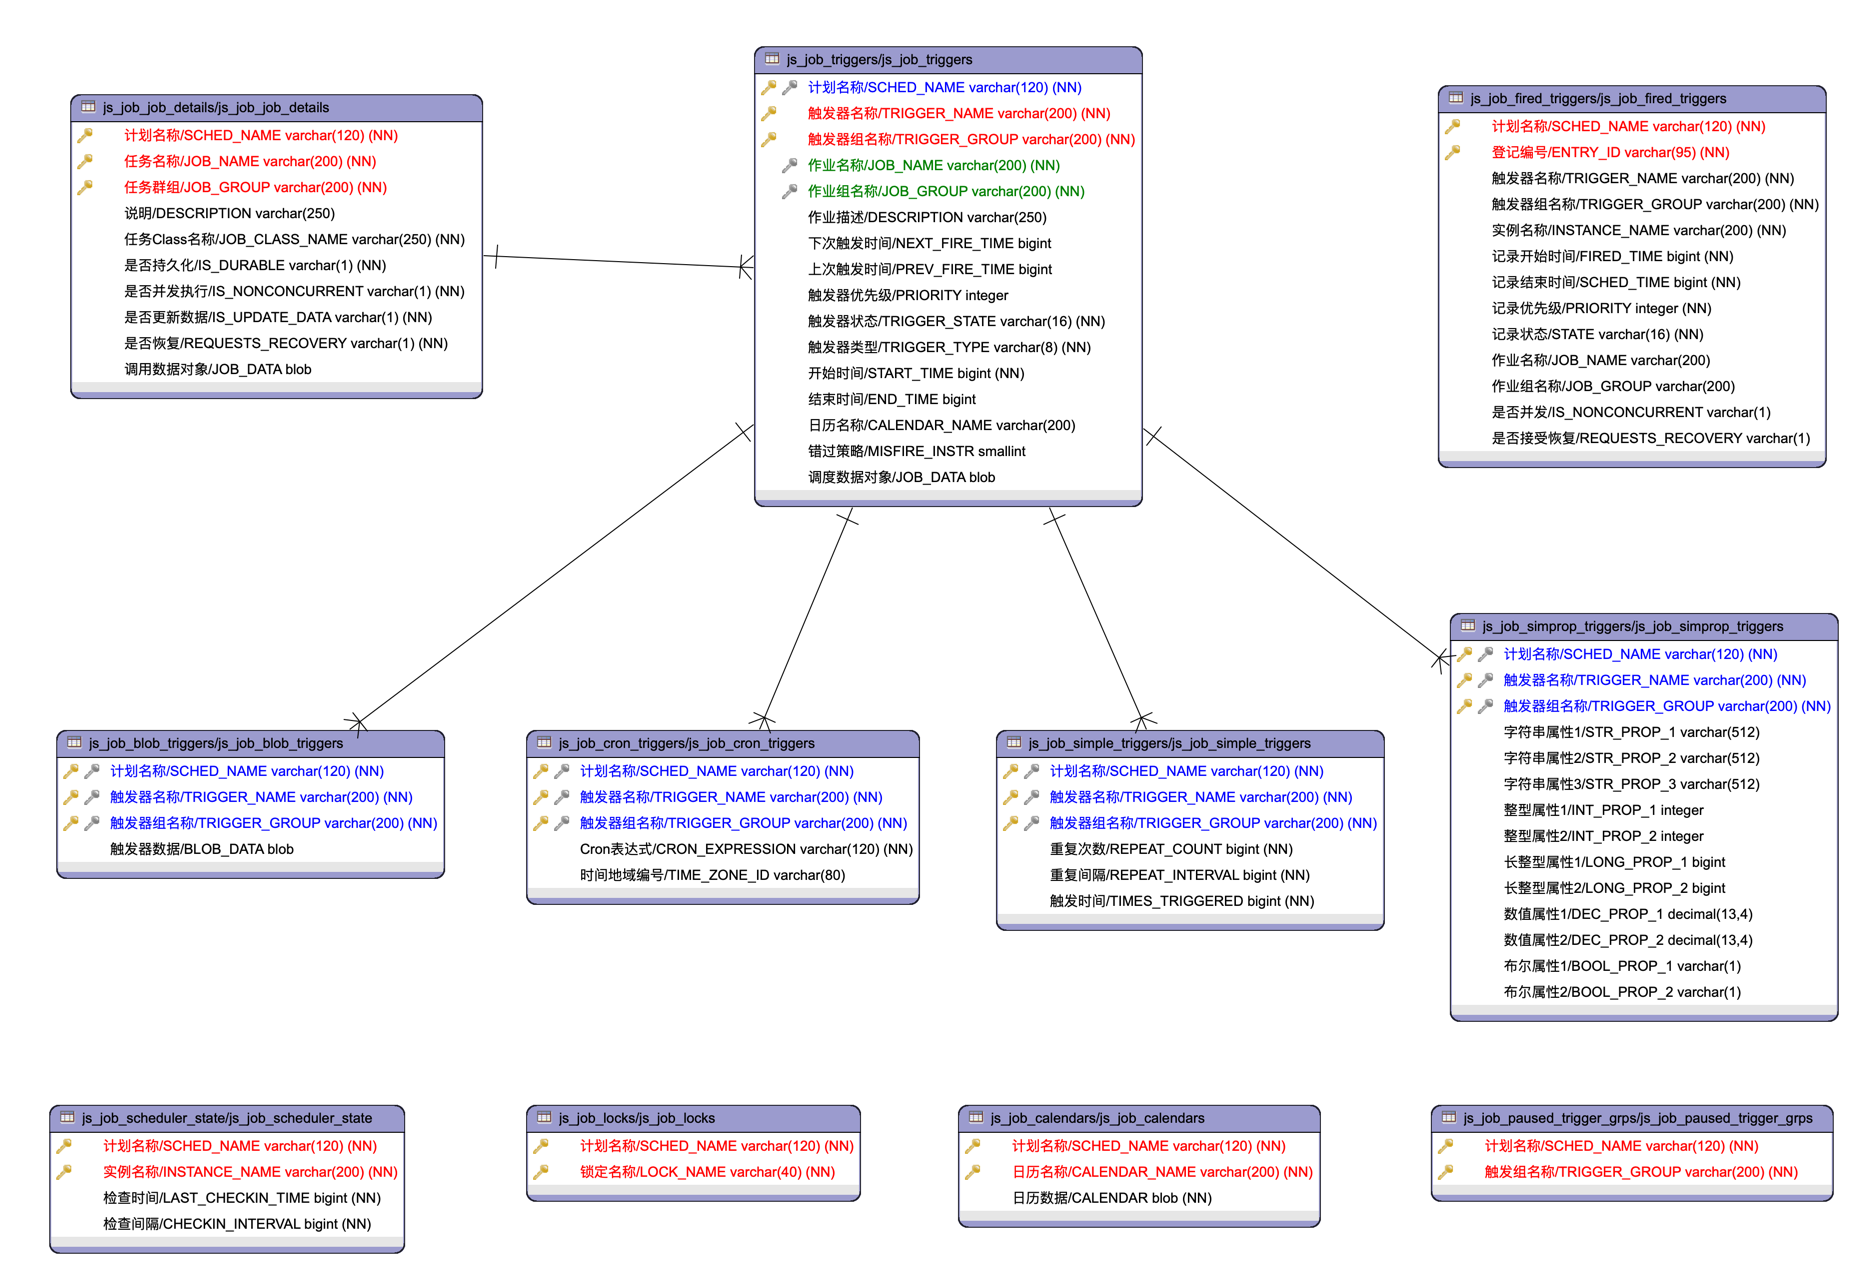 js_job_job_details/js_job_job_details
计划名称/SCHED_NAME varchar(120) (NN)
任务名称/JOB_NAME varchar(200) (NN)
任务群组/JOB_GROUP varchar(200) (NN)
说明/DESCRIPTION varchar(250)
任务Class名称/JOB_CLASS_NAME varchar(250) (NN)
是否持久化/IS_DURABLE varchar(1) (NN)
是否并发执行/IS_NONCONCURRENT varchar(1) (NN)
是否更新数据/IS_UPDATE_DATA varchar(1) (NN)
是否恢复/REQUESTS_RECOVERY varchar(1) (NN)
调用数据对象/JOB_DATA blob
js_job_triggers/js_job_triggers
计划名称/SCHED_NAME varchar(120) (NN)
触发器名称/TRIGGER_NAME varchar(200) (NN)
触发器组名称/TRIGGER_GROUP varchar(200) (NN)
作业名称/JOB_NAME varchar(200) (NN)
作业组名称/JOB_GROUP varchar(200) (NN)
作业描述/DESCRIPTION varchar(250)
下次触发时间/NEXT_FIRE_TIME bigint
上次触发时间/PREV_FIRE_TIME bigint
触发器优先级/PRIORITY integer
触发器状态/TRIGGER_STATE varchar(16) (NN)
触发器类型/TRIGGER_TYPE varchar(8) (NN)
开始时间/START_TIME bigint (NN)
结束时间/END_TIME bigint
日历名称/CALENDAR_NAME varchar(200)
错过策略/MISFIRE_INSTR smallint
调度数据对象/JOB_DATA blob
js_job_fired_triggers/js_job_fired_triggers
计划名称/SCHED_NAME varchar(120) (NN)
登记编号/ENTRY_ID varchar(95) (NN)
触发器名称/TRIGGER_NAME varchar(200) (NN)
触发器组名称/TRIGGER_GROUP varchar(200) (NN)
实例名称/INSTANCE_NAME varchar(200) (NN)
记录开始时间/FIRED_TIME bigint (NN)
记录结束时间/SCHED_TIME bigint (NN)
记录优先级/PRIORITY integer (NN)
记录状态/STATE varchar(16) (NN)
作业名称/JOB_NAME varchar(200)
作业组名称/JOB_GROUP varchar(200)
是否并发/IS_NONCONCURRENT varchar(1)
是否接受恢复/REQUESTS_RECOVERY varchar(1)
js_job_blob_triggers/js_job_blob_triggers
计划名称/SCHED_NAME varchar(120) (NN)
触发器名称/TRIGGER_NAME varchar(200) (NN)
触发器组名称/TRIGGER_GROUP varchar(200) (NN)
触发器数据/BLOB_DATA blob
js_job_cron_triggers/js_job_cron_triggers
计划名称/SCHED_NAME varchar(120) (NN)
触发器名称/TRIGGER_NAME varchar(200) (NN)
触发器组名称/TRIGGER_GROUP varchar(200) (NN)
Cron表达式/CRON_EXPRESSION varchar(120) (NN)
时间地域编号/TIME_ZONE_ID varchar(80)
js_job_simple_triggers/js_job_simple_triggers
计划名称/SCHED_NAME varchar(120) (NN)
触发器名称/TRIGGER_NAME varchar(200) (NN)
触发器组名称/TRIGGER_GROUP varchar(200) (NN)
重复次数/REPEAT_COUNT bigint (NN)
重复间隔/REPEAT_INTERVAL bigint (NN)
触发时间/TIMES_TRIGGERED bigint (NN)
js_job_simprop_triggers/js_job_simprop_triggers
计划名称/SCHED_NAME varchar(120) (NN)
触发器名称/TRIGGER_NAME varchar(200) (NN)
触发器组名称/TRIGGER_GROUP varchar(200) (NN)
字符串属性1/STR_PROP_1 varchar(512)
字符串属性2/STR_PROP_2 varchar(512)
字符串属性3/STR_PROP_3 varchar(512)
整型属性1/INT_PROP_1 integer
整型属性2/INT_PROP_2 integer
长整型属性1/LONG_PROP_1 bigint
长整型属性2/LONG_PROP_2 bigint
数值属性1/DEC_PROP_1 decimal(13,4)
数值属性2/DEC_PROP_2 decimal(13,4)
布尔属性1/BOOL_PROP_1 varchar(1)
布尔属性2/BOOL_PROP_2 varchar(1)
js_job_scheduler_state/js_job_scheduler_state
计划名称/SCHED_NAME varchar(120) (NN)
实例名称/INSTANCE_NAME varchar(200) (NN)
检查时间/LAST_CHECKIN_TIME bigint (NN)
检查间隔/CHECKIN_INTERVAL bigint (NN)
js_job_locks/js_job_locks
计划名称/SCHED_NAME varchar(120) (NN)
锁定名称/LOCK_NAME varchar(40) (NN)
js_job_calendars/js_job_calendars
计划名称/SCHED_NAME varchar(120) (NN)
日历名称/CALENDAR_NAME varchar(200) (NN)
日历数据/CALENDAR blob (NN)
js_job_paused_trigger_grps/js_job_paused_trigger_grps
计划名称/SCHED_NAME varchar(120) (NN)
触发组名称/TRIGGER_GROUP varchar(200) (NN)